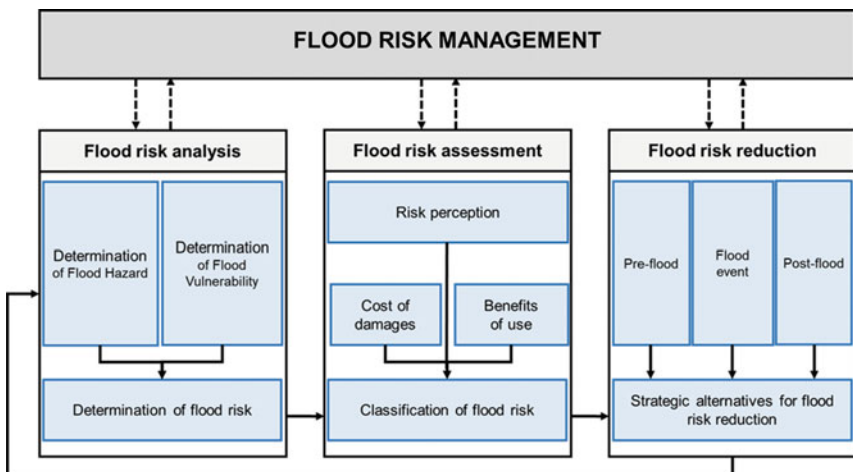 FLOOD RISK MANAGEMENT
Flood risk analysis
Determination
of Flood Hazard
Determination
of Flood
Vulnerability
Determination of flood risk
Flood risk assessment
Risk perception
Cost of
damages
Benefits
of use
Classification of flood risk
Flood risk reduction
Pre-flood
Flood
event
Post-flood
Strategic alternatives for flood
risk reduction